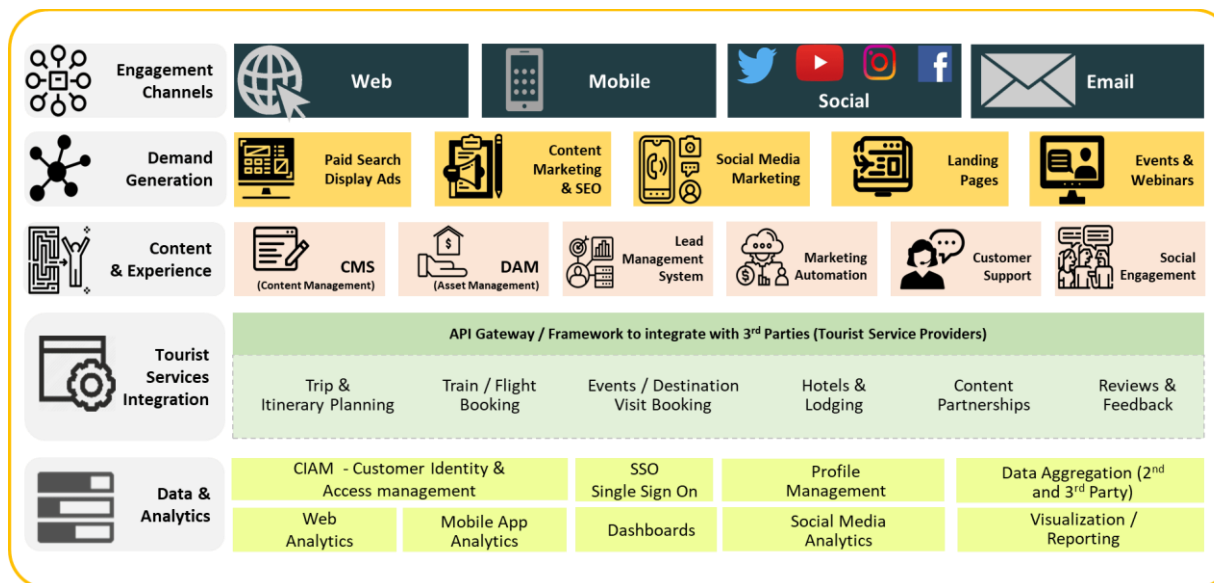 Engagement
Channels
Web
Mobile
Social
Email
Demand
Generation
Paid Search
Display Ads
Content
Marketing
& SEO
Social Media
Marketing
Landing
Pages
Events &
Webinars
Content
& Experience
CMS
(Content Management)
DAM
(Asset Management)
Lead
Management
System
Marketing
Automation
Customer
Support
Social
Engagement
Tourist
Services
Integration
API Gateway / Framework to integrate with 3rd Parties (Tourist Service Providers)
Trip &
Itinerary Planning
Train / Flight
Booking
Events / Destination
Visit Booking
Hotels &
Lodging
Content
Partnerships
Reviews &
Feedback
Data &
Analytics
CIAM - Customer Identity &
Access management
SSO
Single Sign On
Profile
Management
Data Aggregation (2nd
and 3rd Party)
Web
Analytics
Mobile App
Analytics
Dashboards
Social Media
Analytics
Visualization /
Reporting